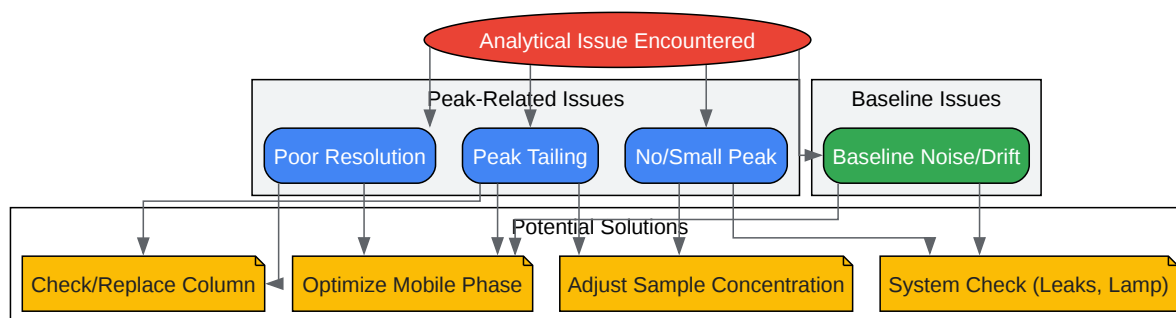 Analytical Issue Encountered
Peak-Related Issues
Baseline Issues
Poor Resolution
Peak Tailing
No/Small Peak
Baseline Noise/Drift
Potential Solutions
Check/Replace Column
Optimize Mobile Phase
Adjust Sample Concentration
System Check (Leaks, Lamp)